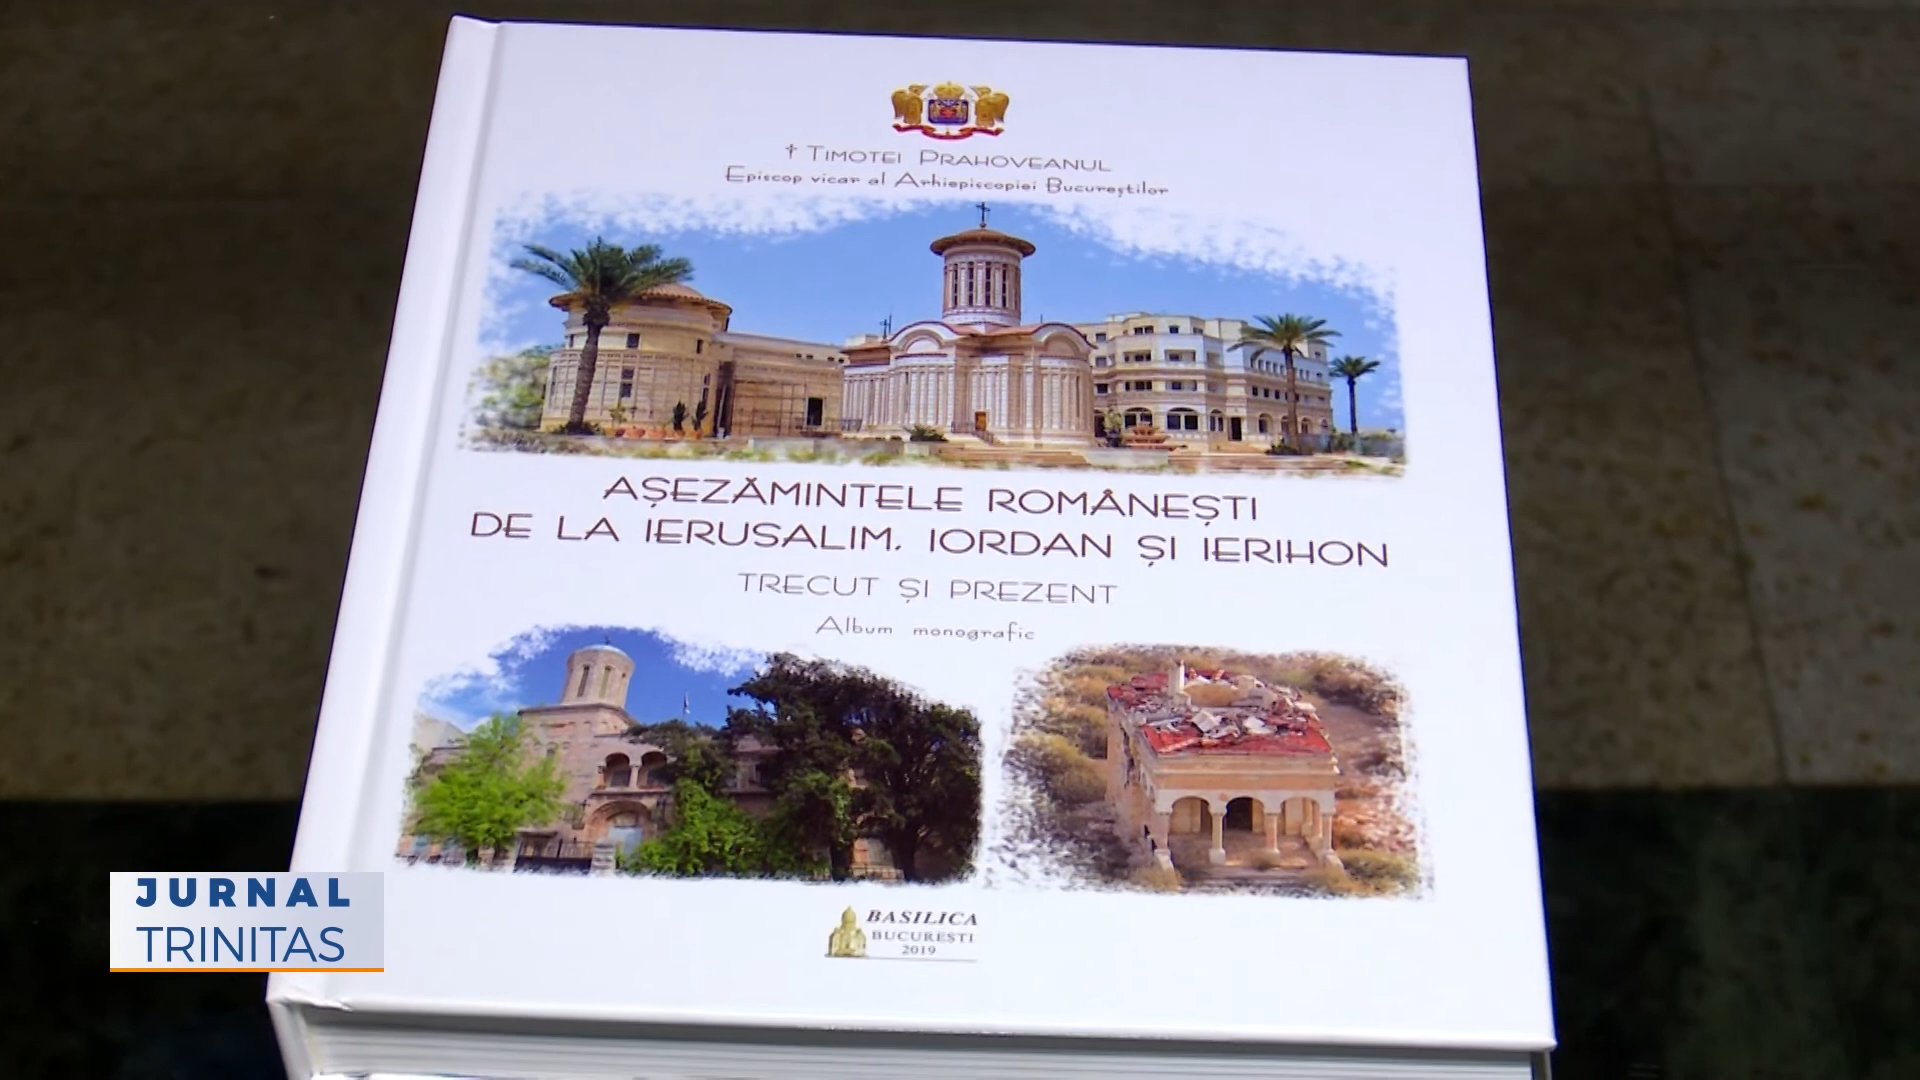 † TIMOTEI PRAHOVEANUL
Episcop vicar al Arhiepiscopiei Bucureștilor
AȘEZĂMINTELE ROMÂNEȘTI
DE LA IERUSALIM, IORDAN ȘI IERIHON
TRECUT ȘI PREZENT
Album monografic
BASILICA
BUCUREȘTI
2019
JURNAL
TRINITAS